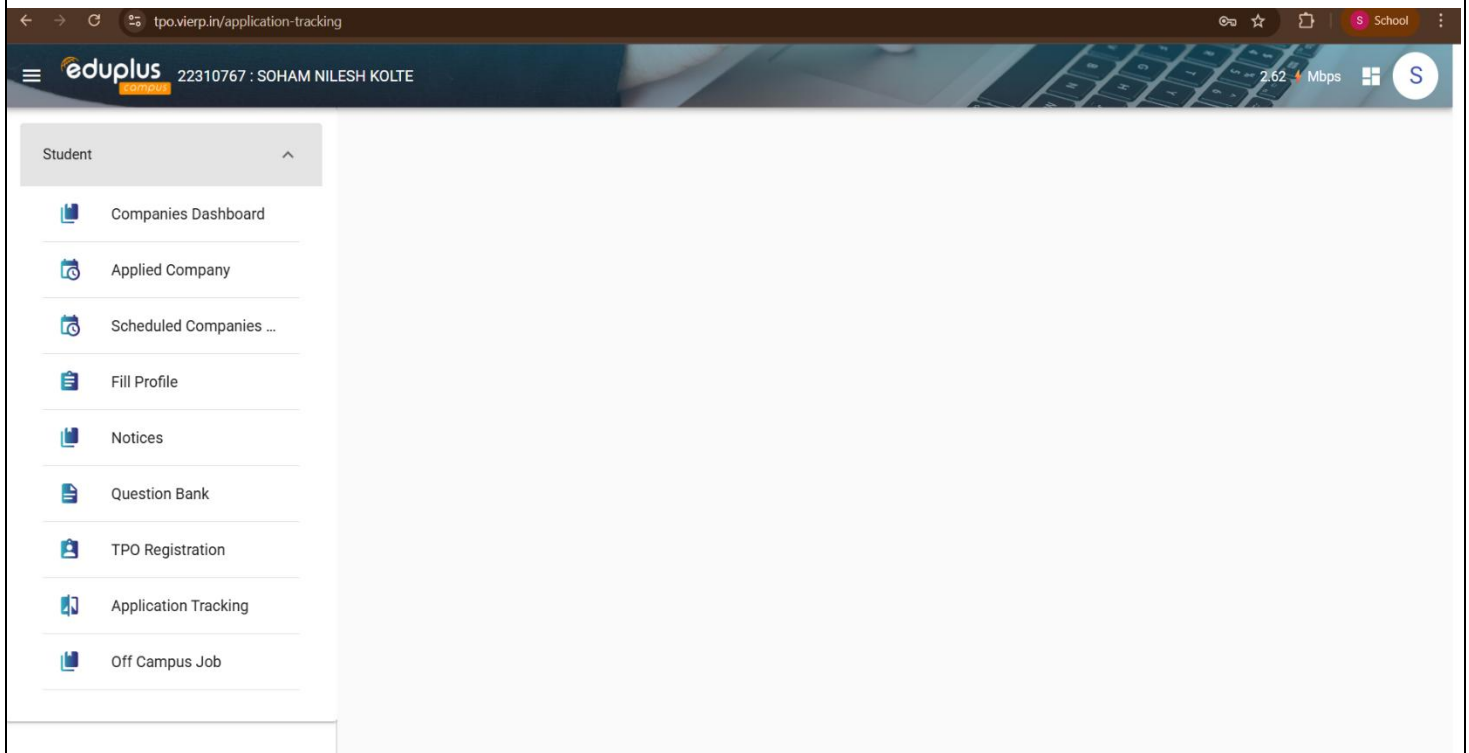 tpo.vierp.in/application-tracking
S School
eduplus
campus
22310767 : SOHAM NILESH KOLTE
2.62 Mbps
S
Student
Companies Dashboard
Applied Company
Scheduled Companies ...
Fill Profile
Notices
Question Bank
TPO Registration
Application Tracking
Off Campus Job